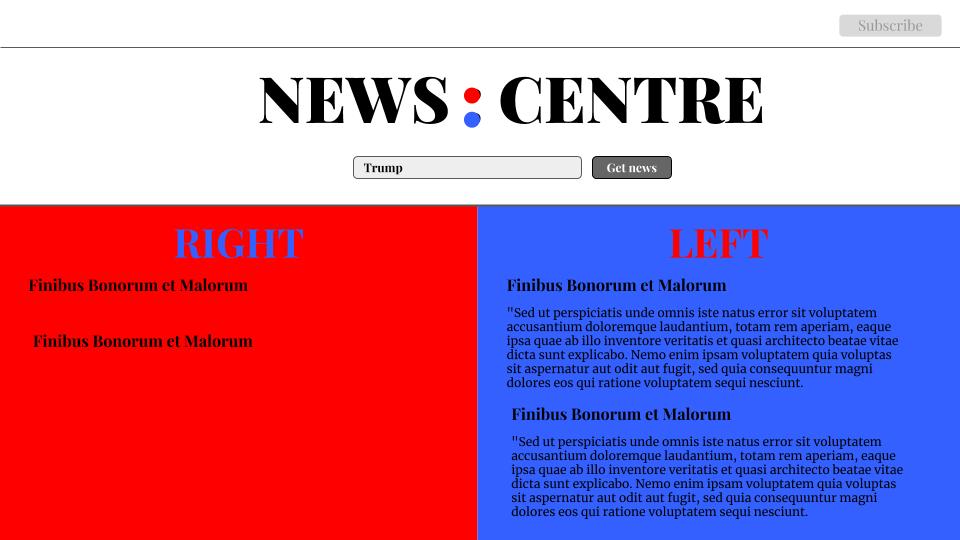 Subscribe
NEWS : CENTRE
Trump
Get news
RIGHT
Finibus Bonorum et Malorum
Finibus Bonorum et Malorum
LEFT
Finibus Bonorum et Malorum
"Sed ut perspiciatis unde omnis iste natus error sit voluptatem
accusantium doloremque laudantium, totam rem aperiam, eaque
ipsa quae ab illo inventore veritatis et quasi architecto beatae vitae
dicta sunt explicabo. Nemo enim ipsam voluptatem quia voluptas
sit aspernatur aut odit aut fugit, sed quia consequuntur magni
dolores eos qui ratione voluptatem sequi nesciunt.
Finibus Bonorum et Malorum
"Sed ut perspiciatis unde omnis iste natus error sit voluptatem
accusantium doloremque laudantium, totam rem aperiam, eaque
ipsa quae ab illo inventore veritatis et quasi architecto beatae vitae
dicta sunt explicabo. Nemo enim ipsam voluptatem quia voluptas
sit aspernatur aut odit aut fugit, sed quia consequuntur magni
dolores eos qui ratione voluptatem sequi nesciunt.